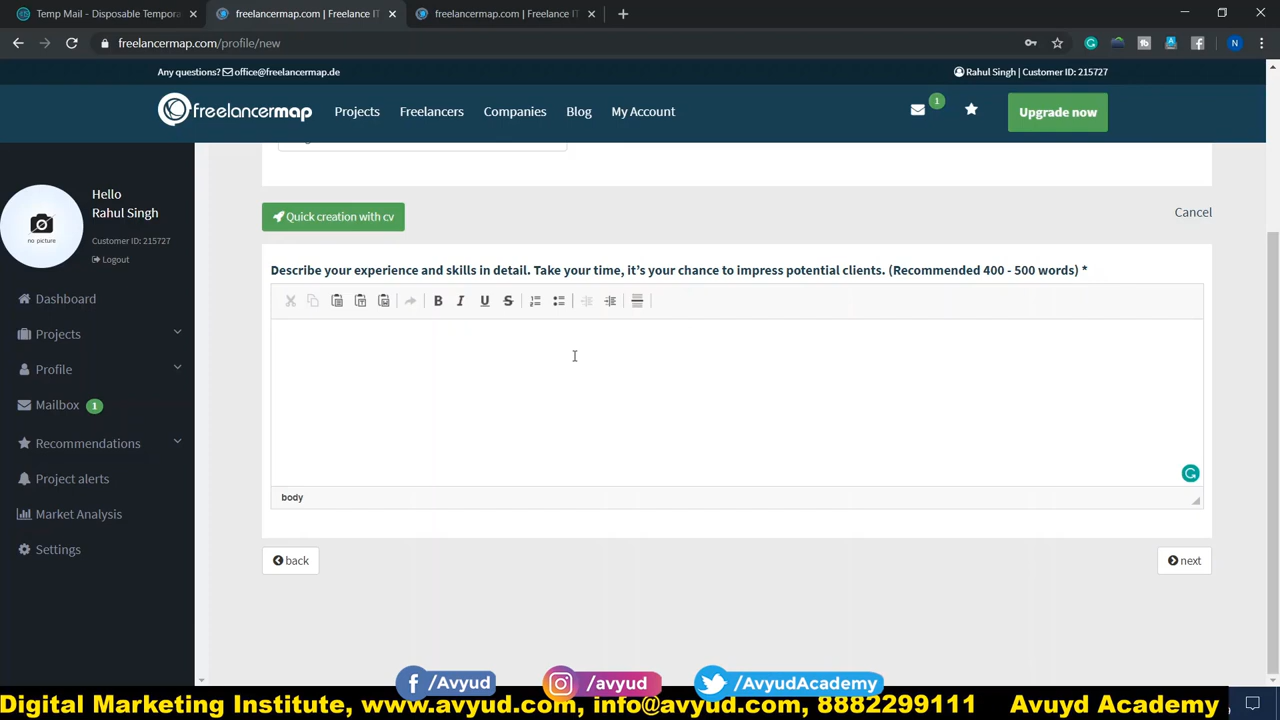 Temp Mail - Disposable Tempora
freelancermap.com | Freelance IT
freelancermap.com | Freelance IT
freelancermap.com/profile/new
Any questions? office@freelancermap.de
Rahul Singh | Customer ID: 215727
freelancermap
Projects
Freelancers
Companies
Blog
My Account
1
Upgrade now
Hello
Rahul Singh
no picture
Customer ID: 215727
Logout
Dashboard
Projects
Profile
Mailbox 1
Recommendations
Project alerts
Market Analysis
Settings
Quick creation with cv
Cancel
Describe your experience and skills in detail. Take your time, it's your chance to impress potential clients. (Recommended 400 - 500 words) *
B I U S
body
back
next
/Avyud
/avyud
/AvyudAcademy
Digital Marketing Institute, www.avyud.com, info@avyud.com, 8882299111 Avyud Academy ,